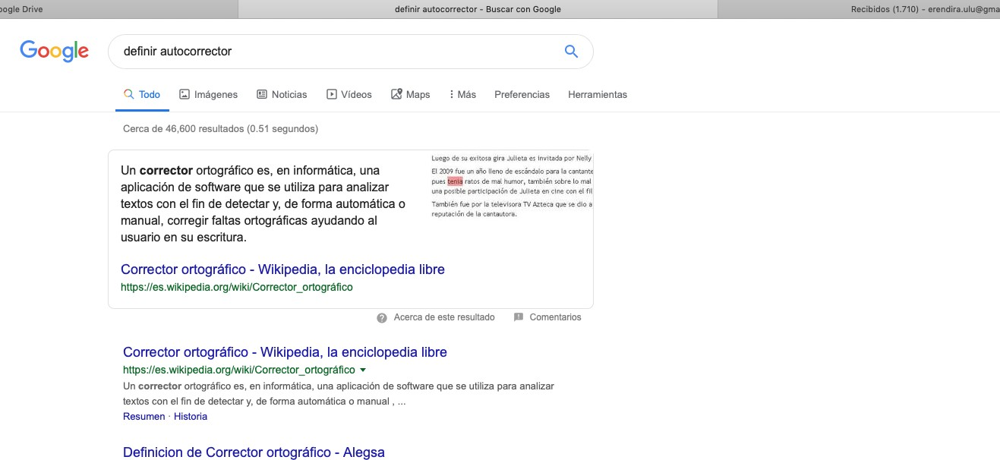 oogle Drive
definir autocorrector - Buscar con Google
Recibidos (1.710) - erendira.ulu@gma
Google
definir autocorrector
Todo
Imágenes
Noticias
Vídeos
Maps
Más
Preferencias
Herramientas
Cerca de 46,600 resultados (0.51 segundos)
Un corrector ortográfico es, en informática, una
aplicación de software que se utiliza para analizar
textos con el fin de detectar y, de forma automática o
manual, corregir faltas ortográficas ayudando al
usuario en su escritura.
Luego de su exitosa gira Julieta es invitada por Nelly
El 2009 fue un año lleno de escándalo para la cantante
pues tenia ratos de mal humor, también sobre lo mal
una posible participación de Julieta en cine con el fil
También fue por la televisora TV Azteca que se dio a
reputación de la cantautora.
Corrector ortográfico - Wikipedia, la enciclopedia libre
https://es.wikipedia.org/wiki/Corrector_ortográfico
Acerca de este resultado
Comentarios
Corrector ortográfico - Wikipedia, la enciclopedia libre
https://es.wikipedia.org/wiki/Corrector_ortográfico
Un corrector ortográfico es, en informática, una aplicación de software que se utiliza para analizar
textos con el fin de detectar y, de forma automática o manual , ...
Resumen · Historia
Definicion de Corrector ortográfico - Alegsa